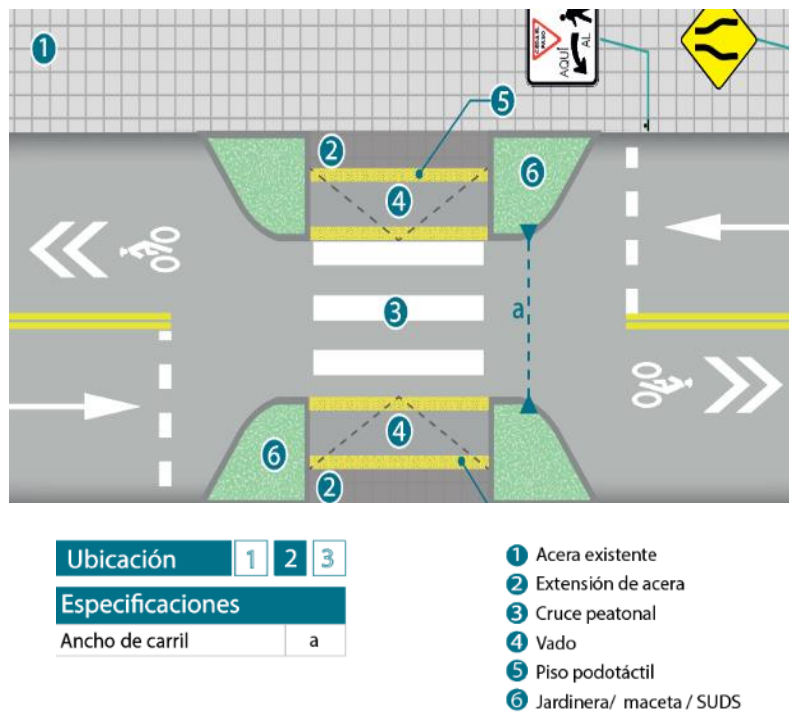 1
AQUÍ
AL
5
2
6
4
3
a
4
6
2
Ubicación 1 2 3
Especificaciones
Ancho de carril a
1 Acera existente
2 Extensión de acera
3 Cruce peatonal
4 Vado
5 Piso podotáctil
6 Jardinera/ maceta / SUDS